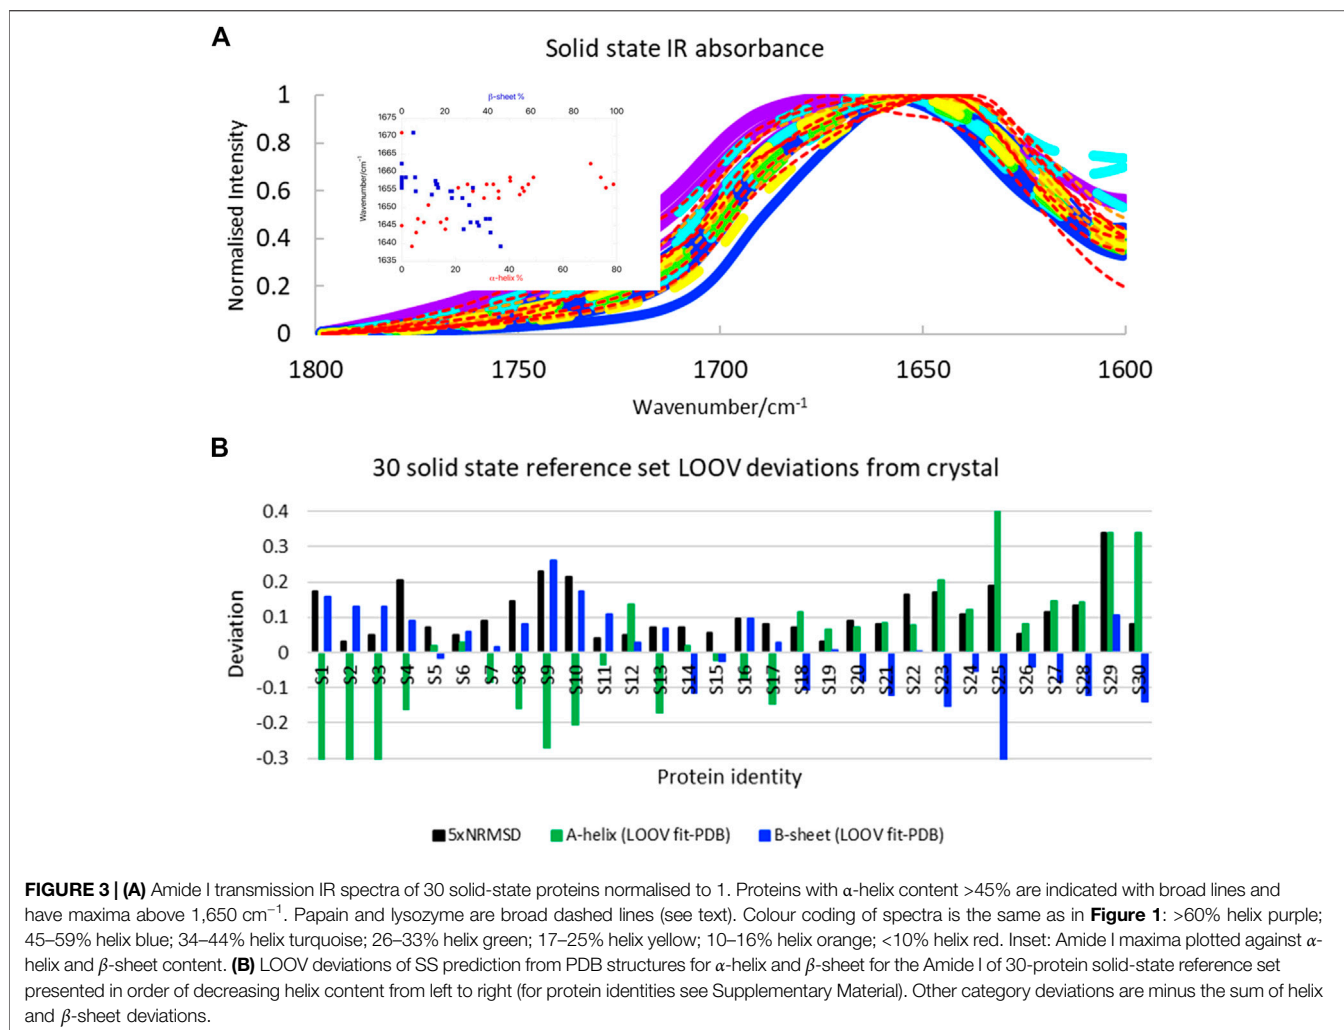 A
Solid state IR absorbance
Normalised Intensity
1
0.8
0.6
0.4
0.2
0
β-sheet %
0 20 40 60 80 100
Wavenumber/cm⁻¹
1675
1670
1665
1660
1655
1650
1645
1640
1635
0 20 40 60 80
α-helix %
1800 1750 1700 1650 1600
Wavenumber/cm⁻¹
B
30 solid state reference set LOOV deviations from crystal
Deviation
0.4
0.3
0.2
0.1
0
-0.1
-0.2
-0.3
S1 S2 S3 S4 S5 S6 S7 S8 S9 S10 S11 S12 S13 S14 S15 S16 S17 S18 S19 S20 S21 S22 S23 S24 S25 S26 S27 S28 S29 S30
Protein identity
5xNRMSD A-helix (LOOV fit-PDB) B-sheet (LOOV fit-PDB)
FIGURE 3 | (A) Amide I transmission IR spectra of 30 solid-state proteins normalised to 1. Proteins with α-helix content >45% are indicated with broad lines and
have maxima above 1,650 cm⁻¹. Papain and lysozyme are broad dashed lines (see text). Colour coding of spectra is the same as in Figure 1: >60% helix purple;
45–59% helix blue; 34–44% helix turquoise; 26–33% helix green; 17–25% helix yellow; 10–16% helix orange; <10% helix red. Inset: Amide I maxima plotted against α-
helix and β-sheet content. (B) LOOV deviations of SS prediction from PDB structures for α-helix and β-sheet for the Amide I of 30-protein solid-state reference set
presented in order of decreasing helix content from left to right (for protein identities see Supplementary Material). Other category deviations are minus the sum of helix
and β-sheet deviations.